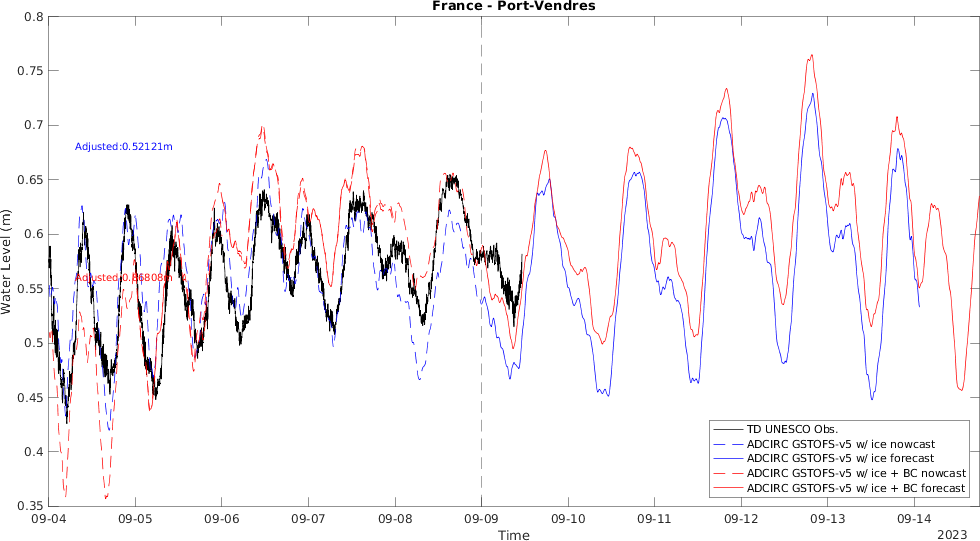 France - Port-Vendres
0.8
0.75
0.7
0.65
0.6
0.55
0.5
0.45
0.4
0.35
Water Level (m)
Adjusted:0.52121m
Adjusted:0.86808m
TD UNESCO Obs.
ADCIRC GSTOFS-v5 w/ ice nowcast
ADCIRC GSTOFS-v5 w/ ice forecast
ADCIRC GSTOFS-v5 w/ ice + BC nowcast
ADCIRC GSTOFS-v5 w/ ice + BC forecast
09-04 09-05 09-06 09-07 09-08 09-09 09-10 09-11 09-12 09-13 09-14
Time
2023